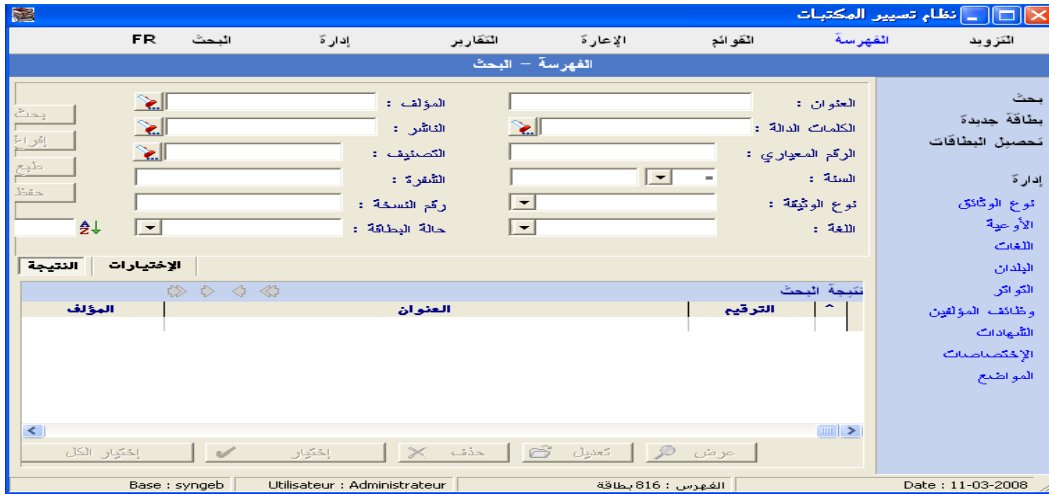 نظام تسيير المكتبات
التزويد الفهرسة القوائم الإعارة التقارير إدارة البحث FR
الفهرسة - البحث
بحث
بطاقة جديدة
تحصيل البطاقات
إدارة
نوع الوثائق
الأوعية
اللغات
البلدان
التواتر
وظائف المؤلفين
الشهادات
الإختصاصات
المواضع
العنوان : المؤلف : بحث
الكلمات الدالة : الناشر : إفراغ
الرقم المعياري : التصنيف : طبع
السنة : = الشفرة : حفظ
نوع الوثيقة : رقم النسخة :
اللغة : حالة البطاقة :
الإختيارات النتيجة
نتيجة البحث
^ الترقيم العنوان المؤلف
عرض تعديل حذف إختيار إختيار الكل
Base : syngeb Utilisateur : Administrateur الفهرس : 816 بطاقة Date : 11-03-2008